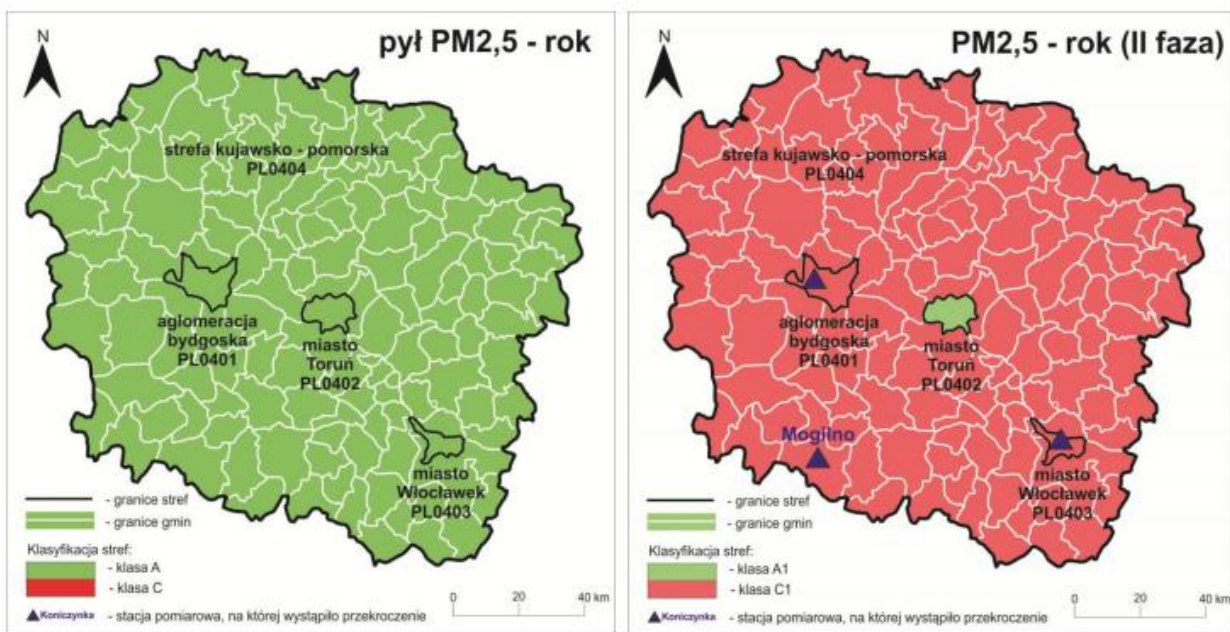 N
pył PM2,5 - rok
strefa kujawsko - pomorska
PL0404
aglomeracja
bydgoska
PL0401
miasto
Toruń
PL0402
miasto
Włocławek
PL0403
- granice stref
- granice gmin
Klasyfikacja stref:
- klasa A
- klasa C
Koniczynka - stacja pomiarowa, na której wystąpiło przekroczenie
0 20 40 km
N
PM2,5 - rok (II faza)
strefa kujawsko - pomorska
PL0404
aglomeracja
bydgoska
PL0401
miasto
Toruń
PL0402
Mogilno
miasto
Włocławek
PL0403
- granice stref
- granice gmin
Klasyfikacja stref:
- klasa A1
- klasa C1
Koniczynka - stacja pomiarowa, na której wystąpiło przekroczenie
0 20 40 km